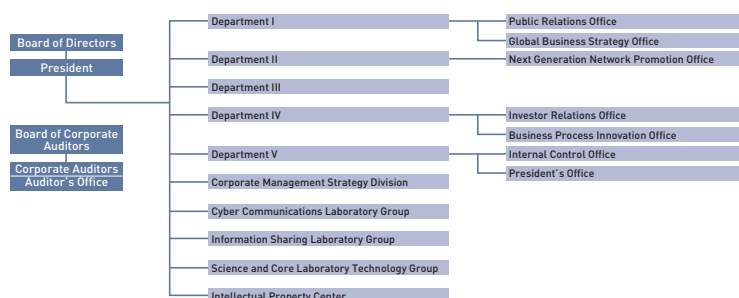 Board of Directors
President
Board of Corporate
Auditors
Corporate Auditors
Auditor's Office
Department I
Department II
Department III
Department IV
Department V
Corporate Management Strategy Division
Cyber Communications Laboratory Group
Information Sharing Laboratory Group
Science and Core Laboratory Technology Group
Intellectual Property Center
Public Relations Office
Global Business Strategy Office
Next Generation Network Promotion Office
Investor Relations Office
Business Process Innovation Office
Internal Control Office
President's Office